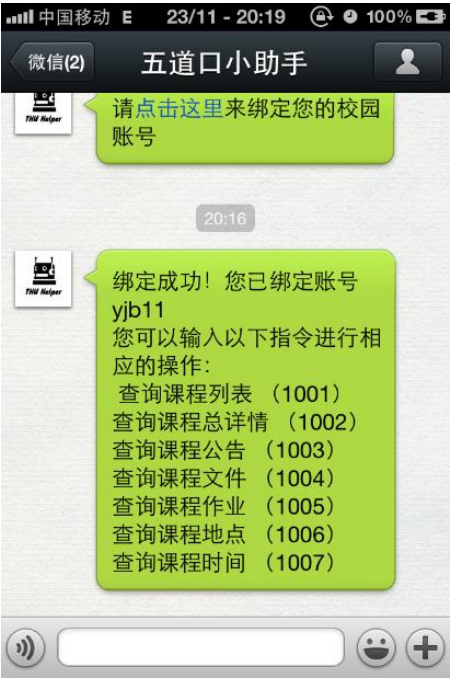 中国移动 E 23/11 - 20:19 100%
微信(2) 五道口小助手
请点击这里来绑定您的校园
账号
THU Helper
20:16
绑定成功！您已绑定账号
THU Helper
yjb11
您可以输入以下指令进行相
应的操作：
查询课程列表 （1001）
查询课程总详情 （1002）
查询课程公告 （1003）
查询课程文件 （1004）
查询课程作业 （1005）
查询课程地点 （1006）
查询课程时间 （1007）